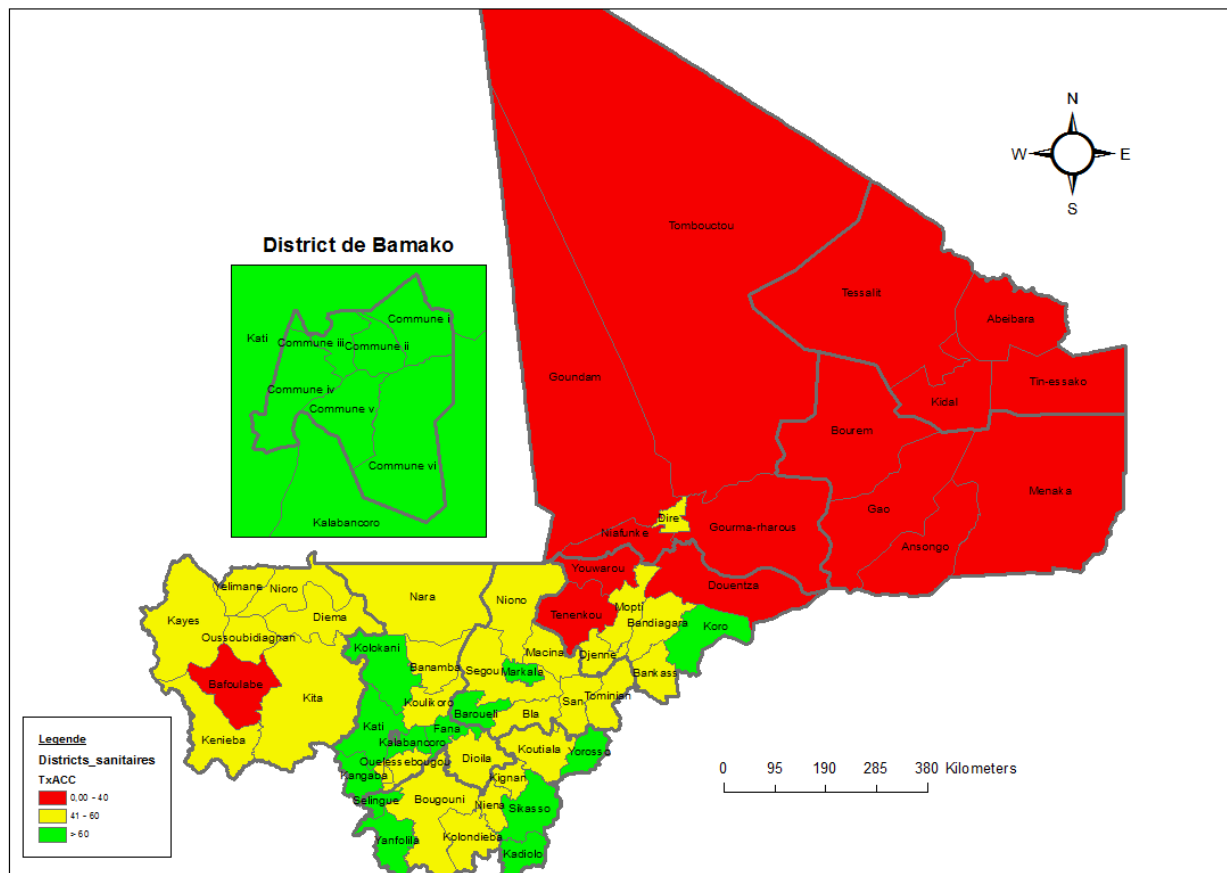 N
W E
S
District de Bamako
Tombouctou
Tessalit
Abeibara
Commune i
Kati
Commune iii
Commune ii
Goundam
Tin-essako
Commune iv
Kidal
Commune v
Bourem
Commune vi
Menaka
Gao
Dire
Kalabancoro
Gourma-rharous
Niafunke
Ansongo
Youwarou
Yelimane
Nioro
Douentza
Nara
Niono
Mopti
Tenenkou
Diema
Kayes
Bandiagara
Koro
Oussoubidiagnan
Kolokani
Macina
Djenne
Banamba
Segou
Markala
Bankass
Bafoulabe
Kita
San
Tominian
Koulikoro
Baroueli
Bla
Kati
Fana
Kenieba
Kalabancoro
Koutiala
Yorosso
Ouelessebougou
Dioila
Kangaba
Kignan
Selingue
Bougouni
Niena
Sikasso
Yanfolila
Kolondieba
Kadiolo
0 95 190 285 380 Kilometers
Legende
Districts_sanitaires
TxACC
0,00 - 40
41 - 60
> 60